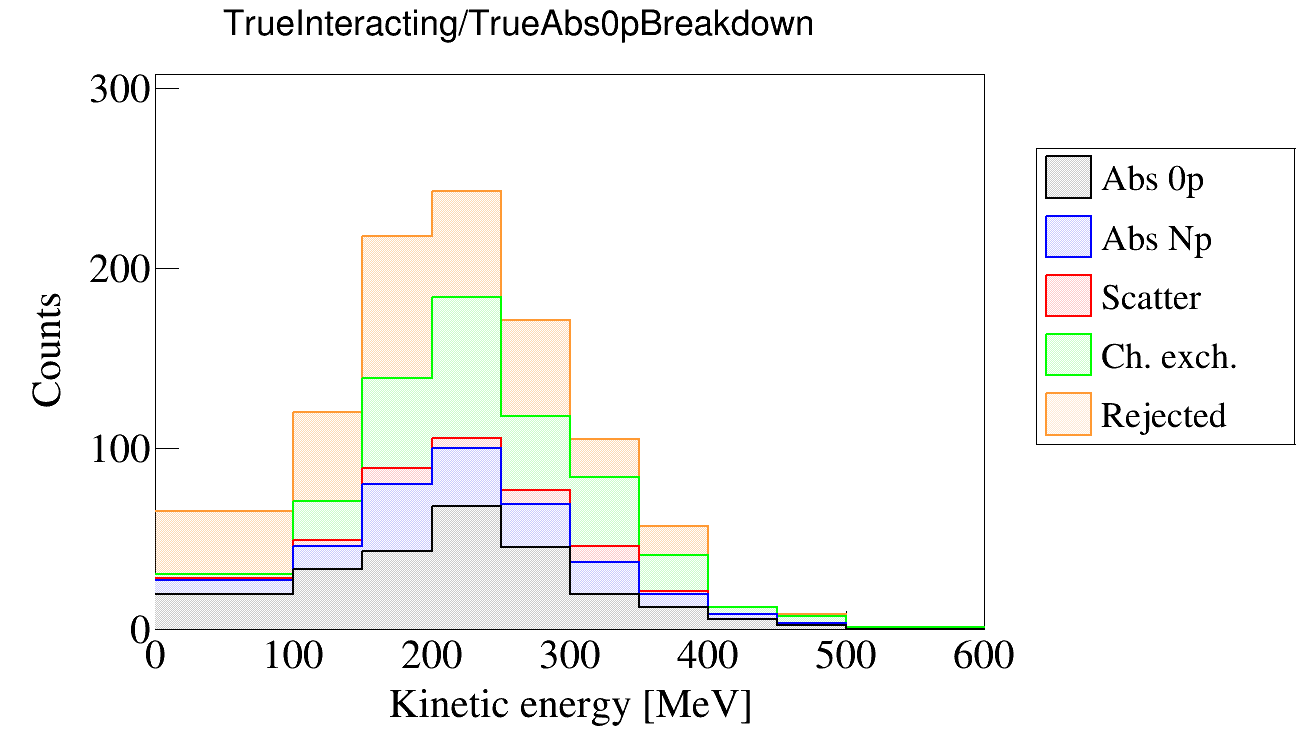 TrueInteracting/TrueAbs0pBreakdown
300
200
100
0
Counts
0 100 200 300 400 500 600
Kinetic energy [MeV]
Abs 0p
Abs Np
Scatter
Ch. exch.
Rejected